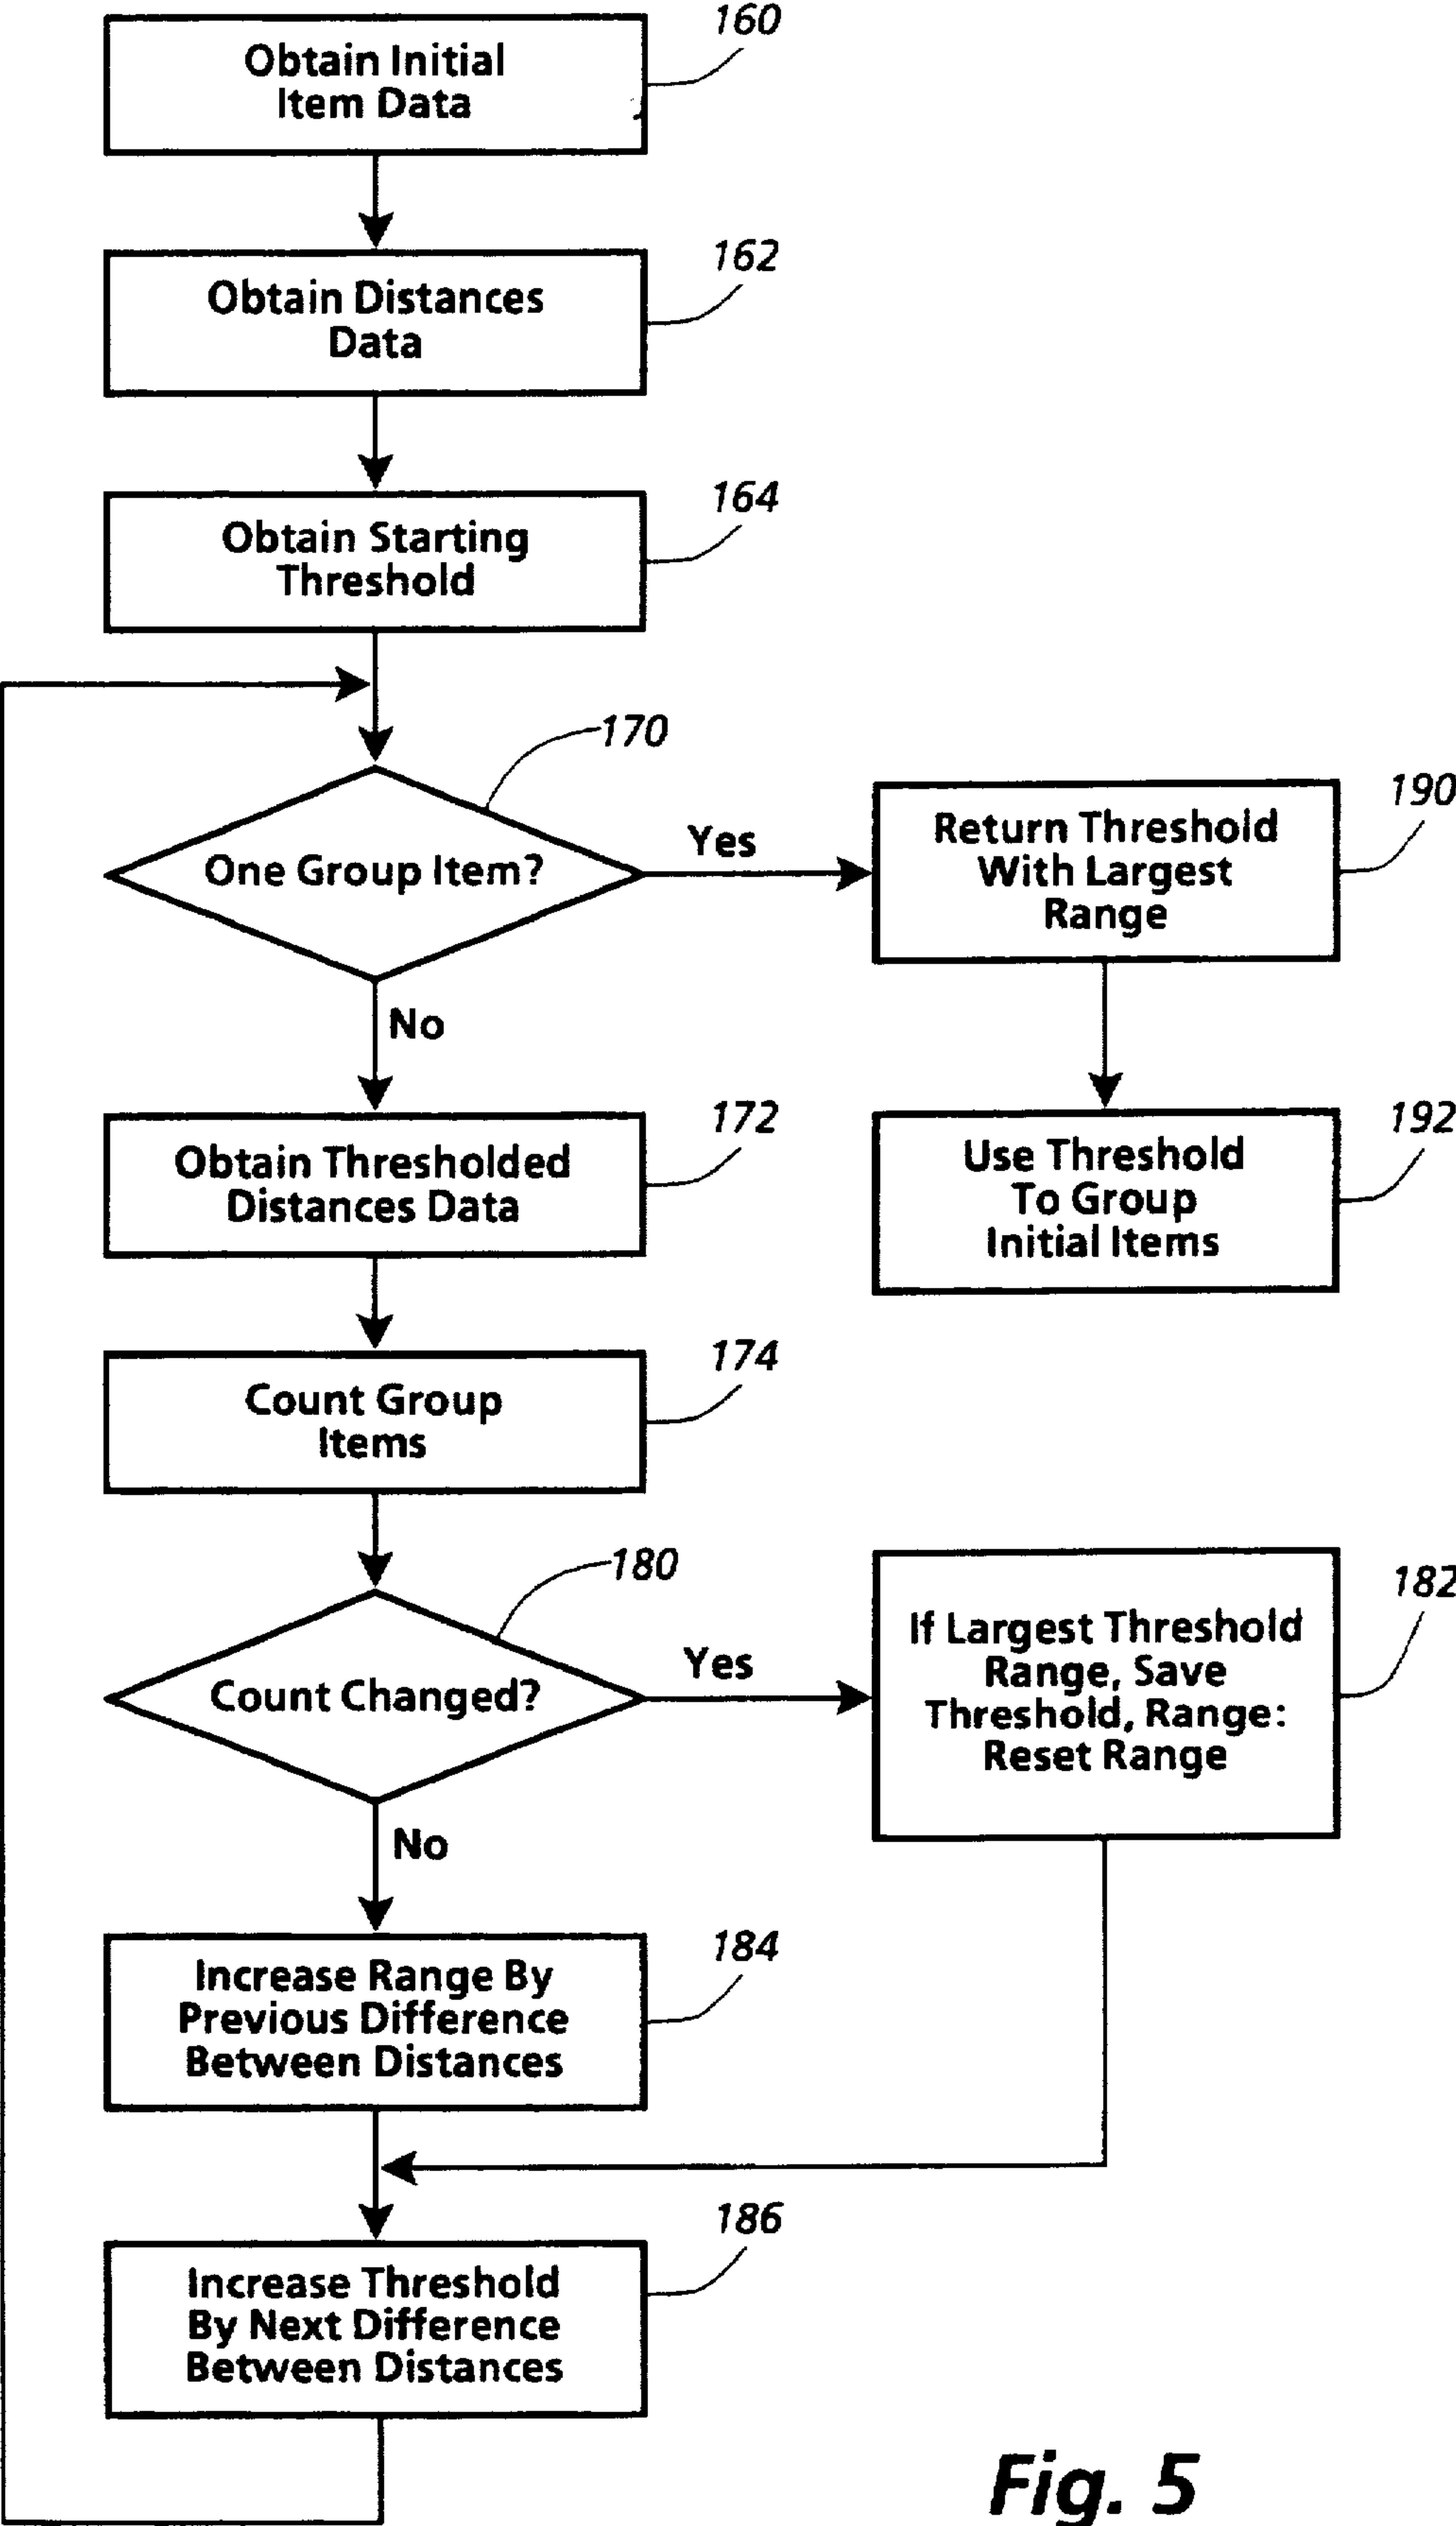 160
Obtain Initial
Item Data
162
Obtain Distances
Data
164
Obtain Starting
Threshold
170
One Group Item?
Yes
190
Return Threshold
With Largest
Range
No
192
Use Threshold
To Group
Initial Items
172
Obtain Thresholded
Distances Data
174
Count Group
Items
180
Count Changed?
Yes
182
If Largest Threshold
Range, Save
Threshold, Range:
Reset Range
No
184
Increase Range By
Previous Difference
Between Distances
186
Increase Threshold
By Next Difference
Between Distances
Fig. 5